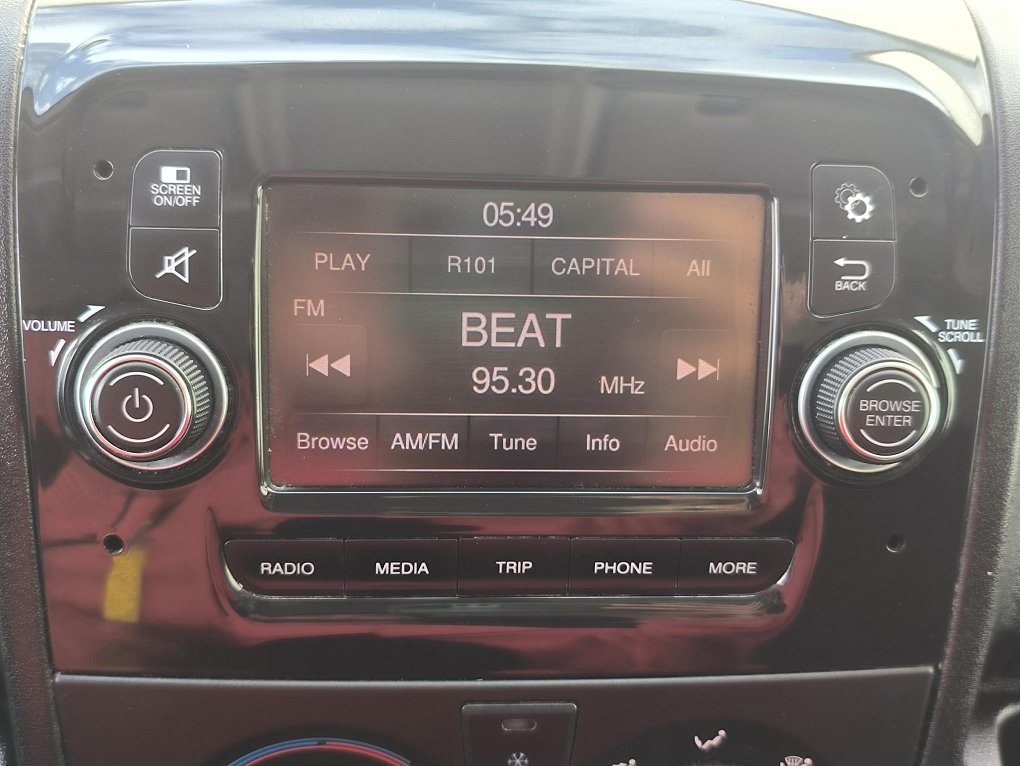 SCREEN
ON/OFF
05:49
PLAY R101 CAPITAL All
BACK
FM
VOLUME
BEAT
TUNE
SCROLL
95.30 MHz
BROWSE
ENTER
Browse AM/FM Tune Info Audio
RADIO MEDIA TRIP PHONE MORE